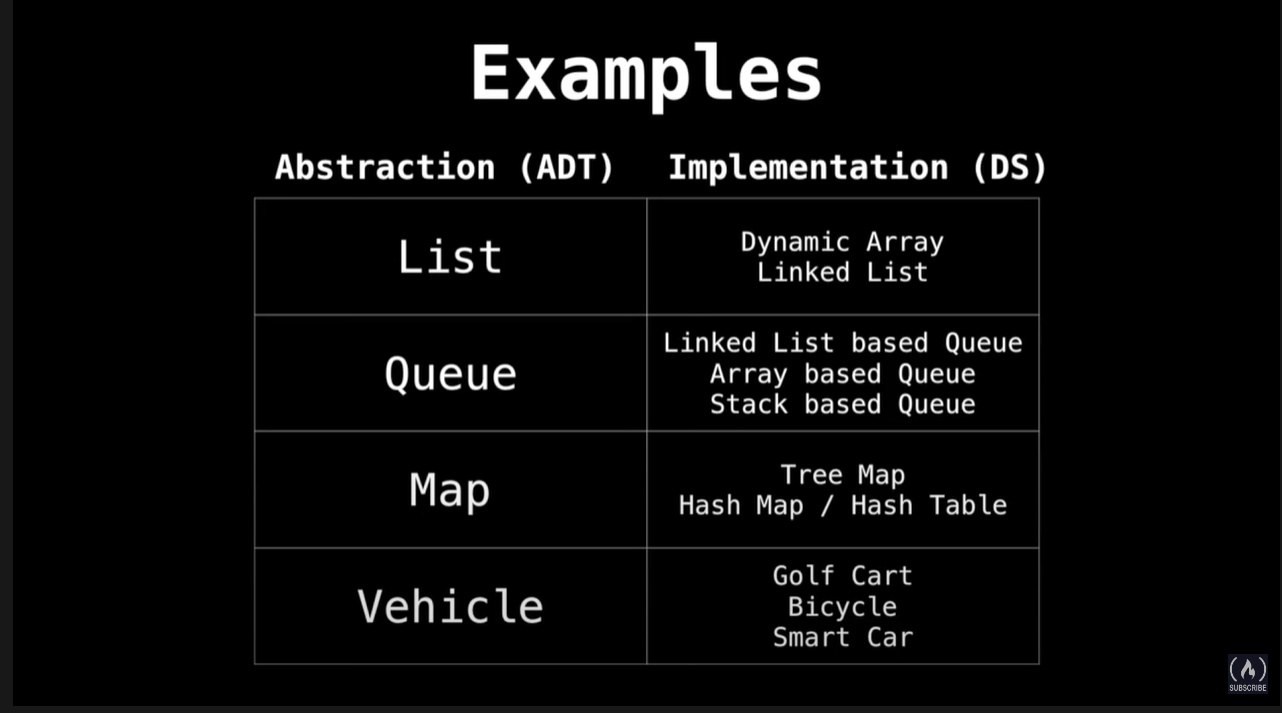 Examples
Abstraction (ADT)
Implementation (DS)
List
Dynamic Array
Linked List
Queue
Linked List based Queue
Array based Queue
Stack based Queue
Map
Tree Map
Hash Map / Hash Table
Vehicle
Golf Cart
Bicycle
Smart Car
SUBSCRIBE